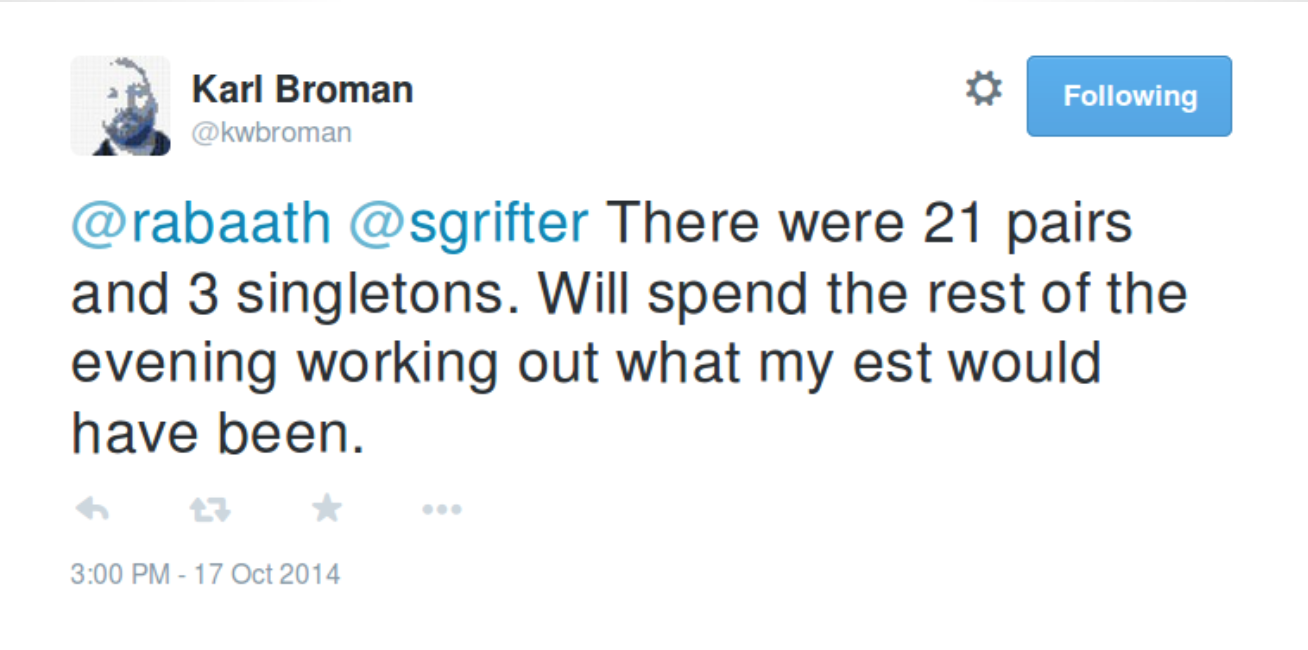 Karl Broman
@kwbroman
Following
@rabaath @sgrifter There were 21 pairs
and 3 singletons. Will spend the rest of the
evening working out what my est would
have been.
3:00 PM - 17 Oct 2014